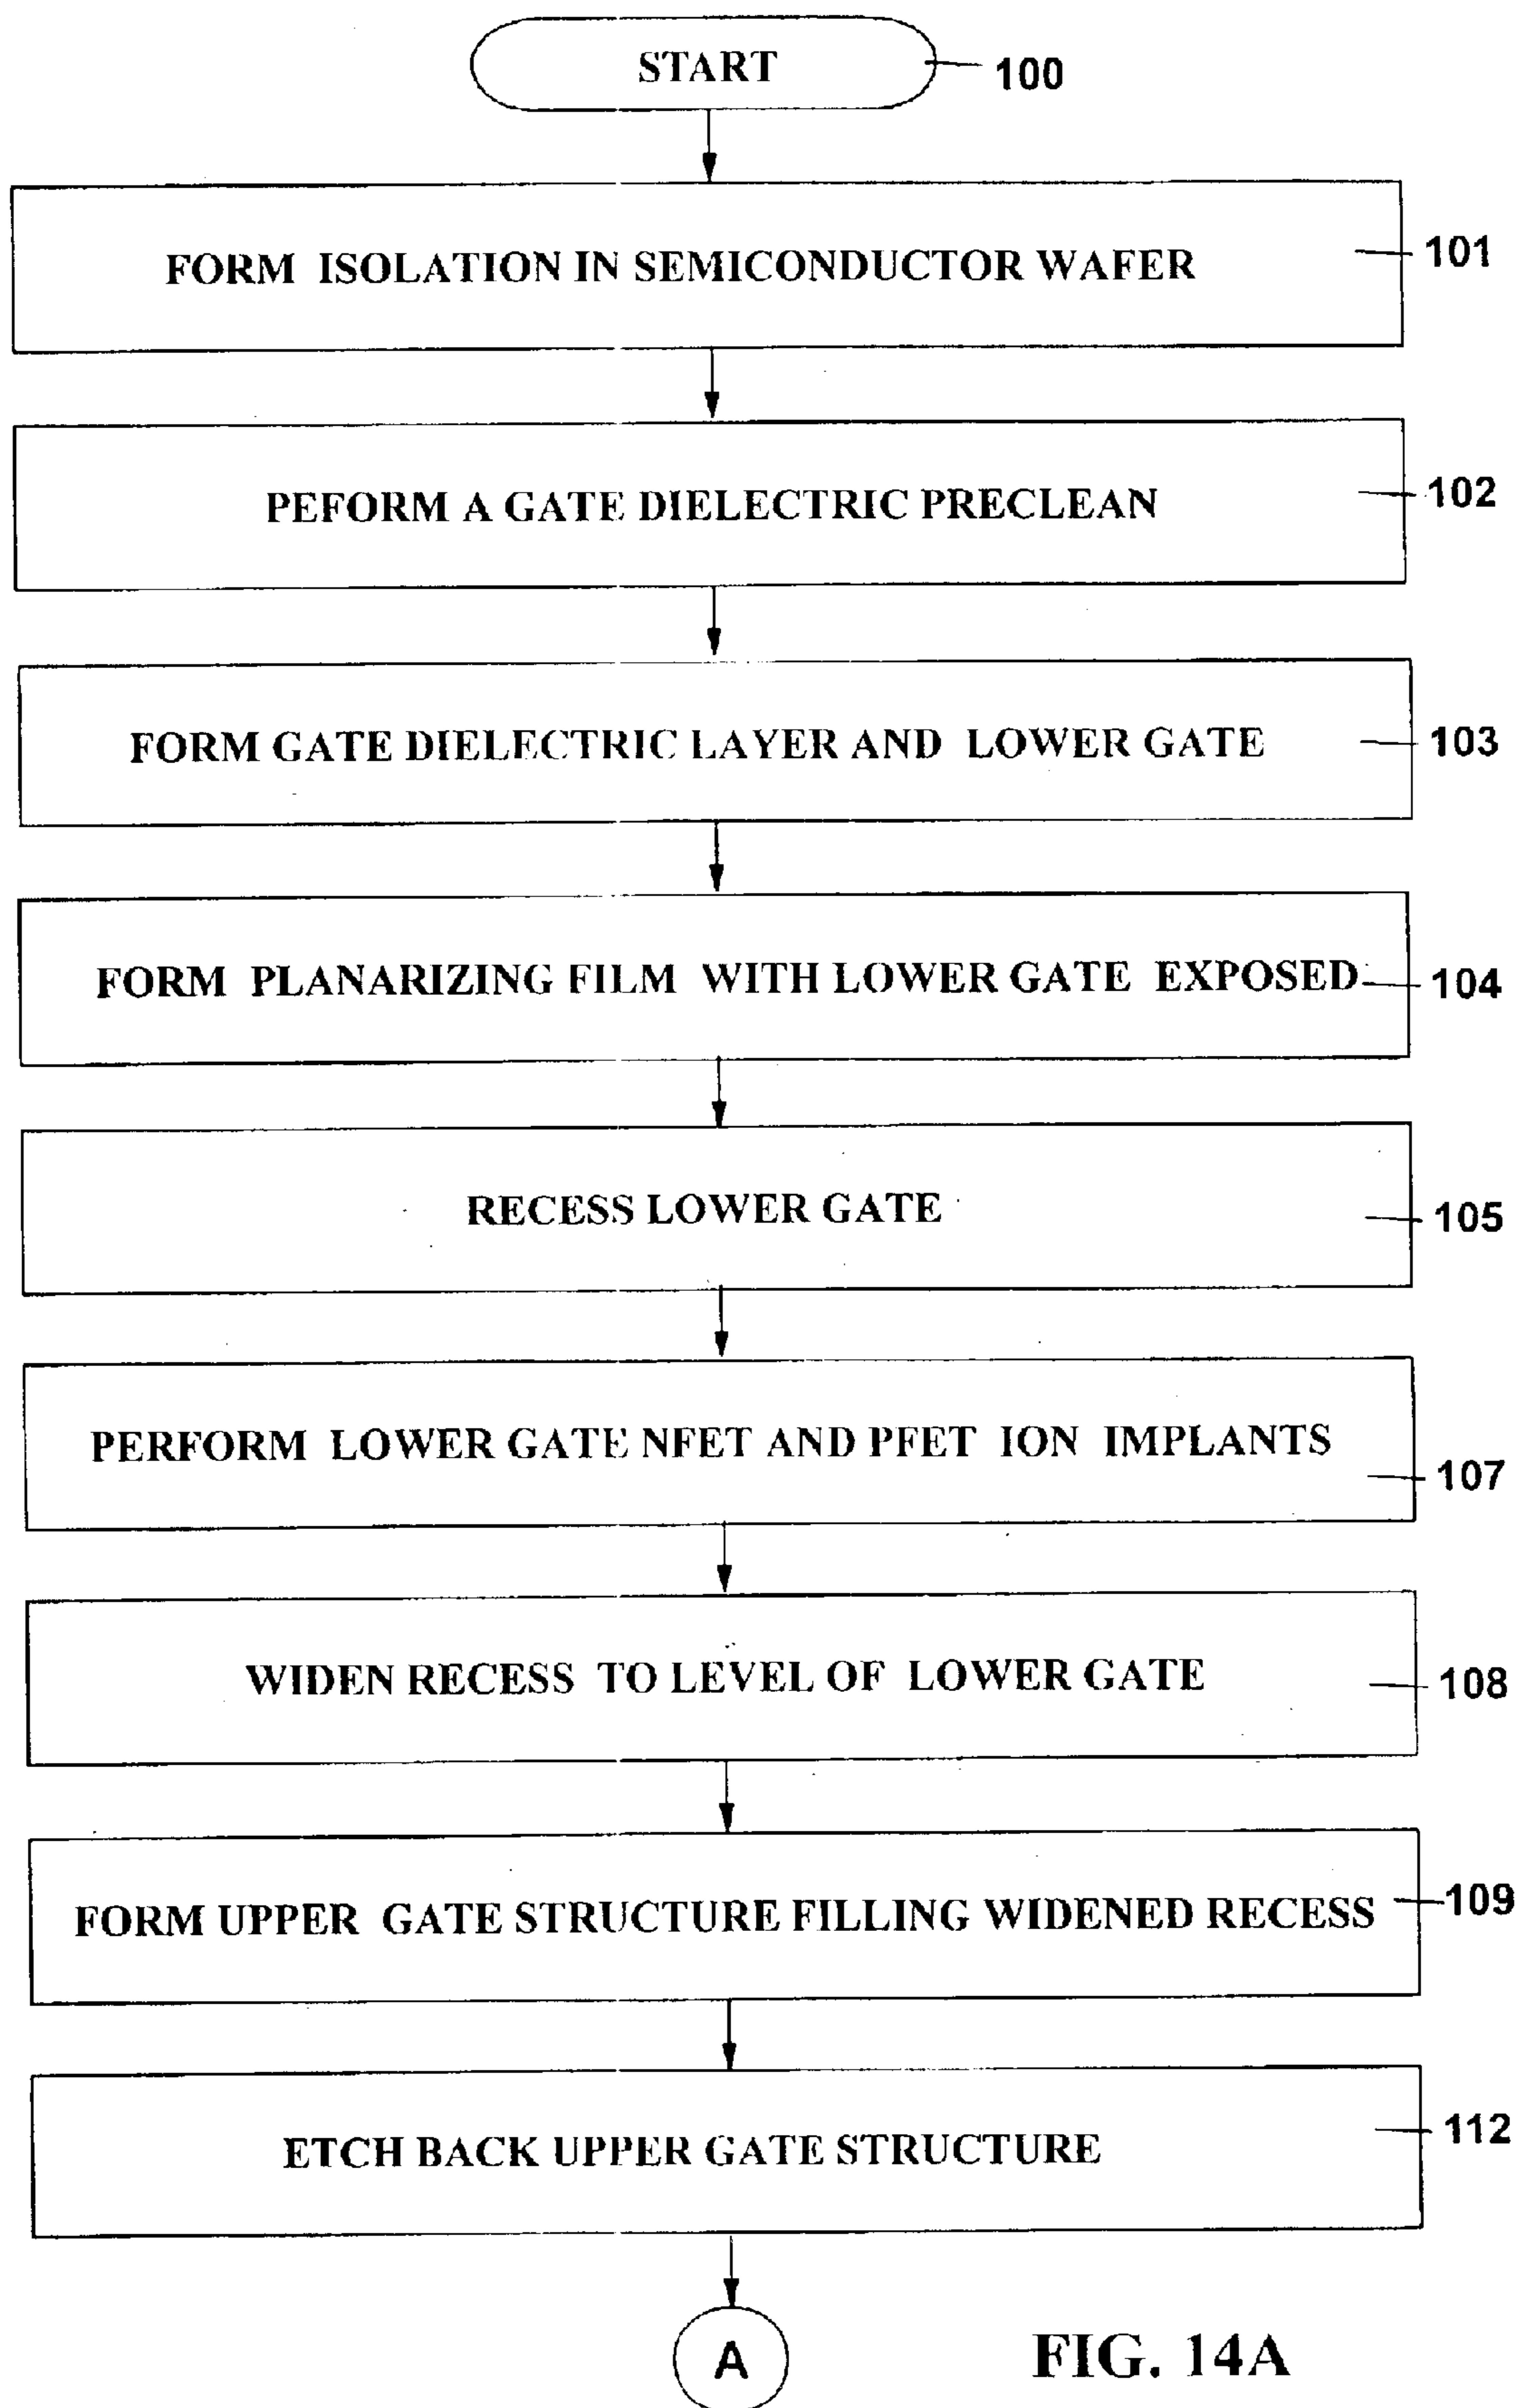 START
100
FORM ISOLATION IN SEMICONDUCTOR WAFER
101
PEFORM A GATE DIELECTRIC PRECLEAN
102
FORM GATE DIELECTRIC LAYER AND LOWER GATE
103
FORM PLANARIZING FILM WITH LOWER GATE EXPOSED
104
RECESS LOWER GATE
105
PERFORM LOWER GATE NFET AND PFET ION IMPLANTS
107
WIDEN RECESS TO LEVEL OF LOWER GATE
108
FORM UPPER GATE STRUCTURE FILLING WIDENED RECESS
109
ETCH BACK UPPER GATE STRUCTURE
112
A
FIG. 14A